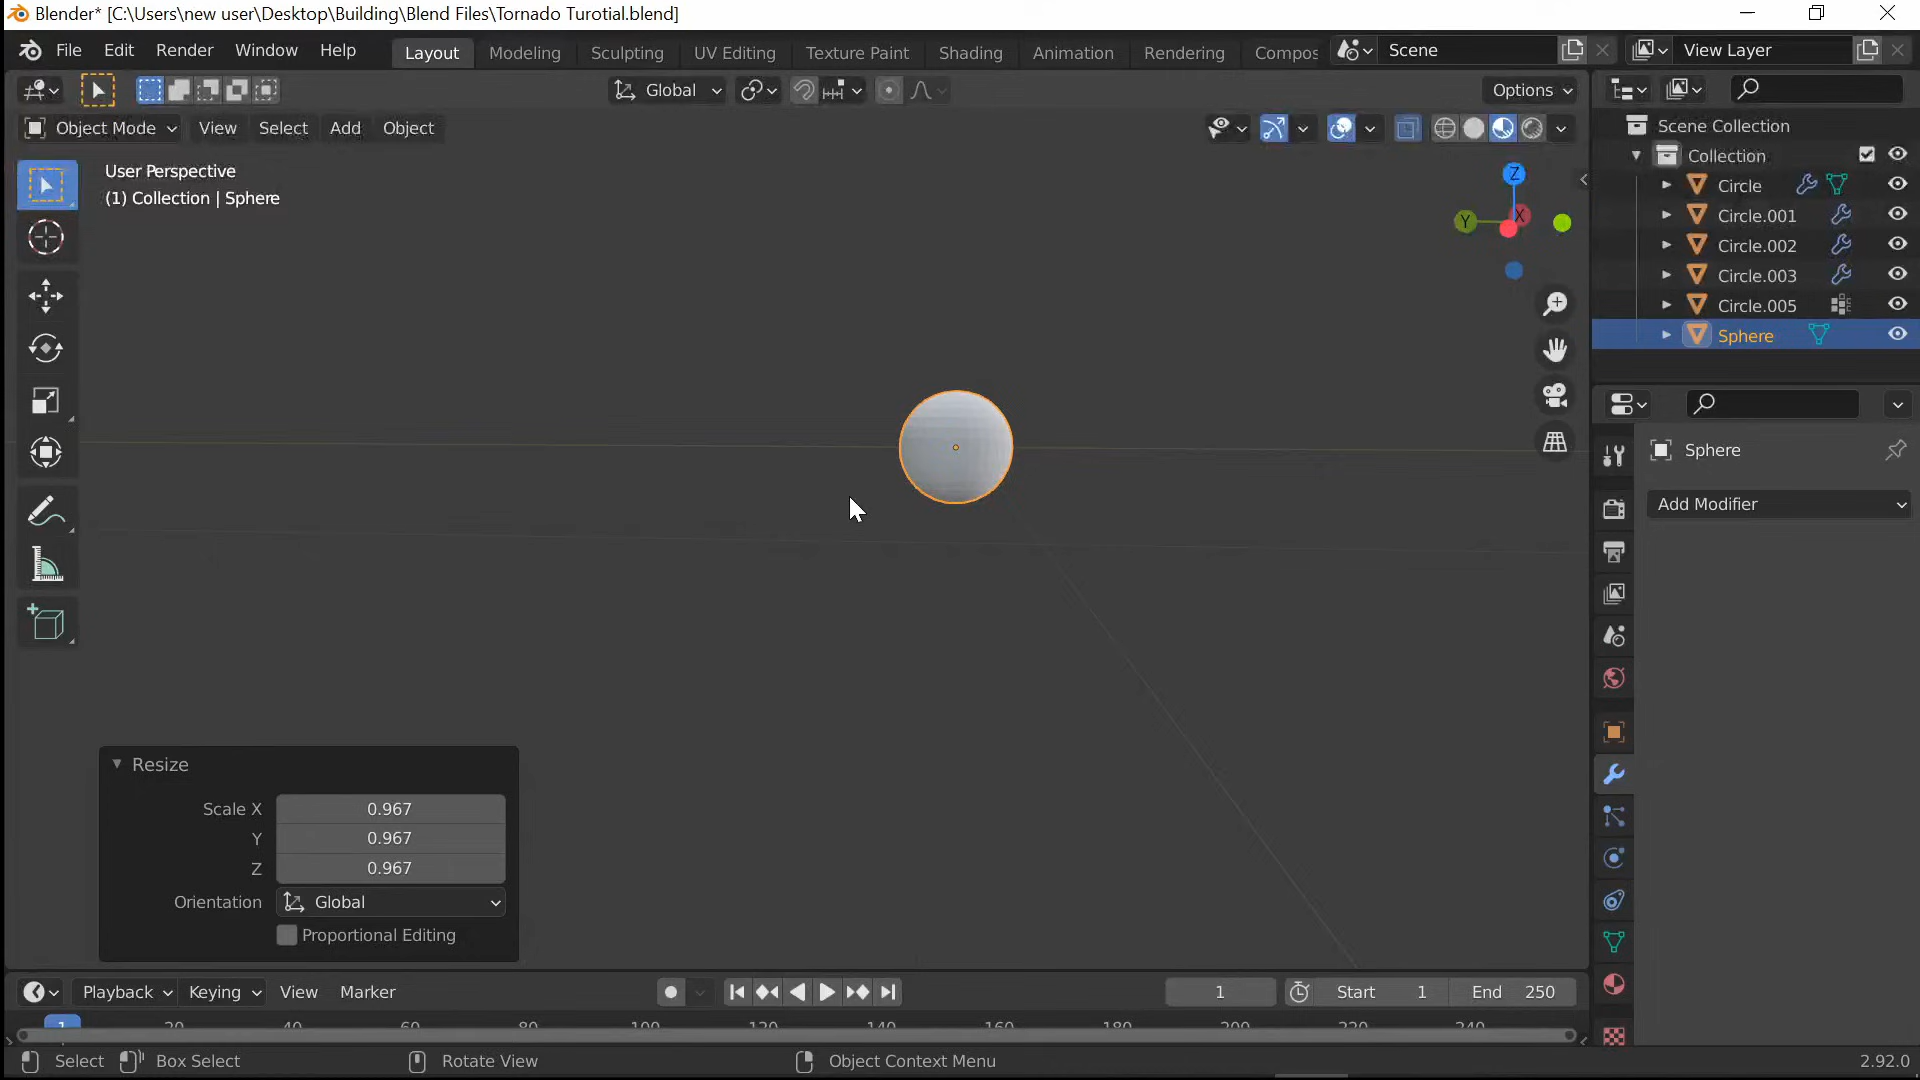 Blender* [C:\Users\new user\Desktop\Building\Blend Files\Tornado Turotial.blend]
File Edit Render Window Help Layout Modeling Sculpting UV Editing Texture Paint Shading Animation Rendering Compos Scene View Layer
Global Options
Object Mode View Select Add Object
User Perspective
(1) Collection | Sphere
Z
Y X
Scene Collection
Collection
Circle
Circle.001
Circle.002
Circle.003
Circle.005
Sphere
Sphere
Add Modifier
Resize
Scale X 0.967
Y 0.967
Z 0.967
Orientation Global
Proportional Editing
Playback Keying View Marker 1 Start 1 End 250
1 20 40 60 80 100 120 140 160 180 200 220 240
Select Box Select Rotate View Object Context Menu 2.92.0